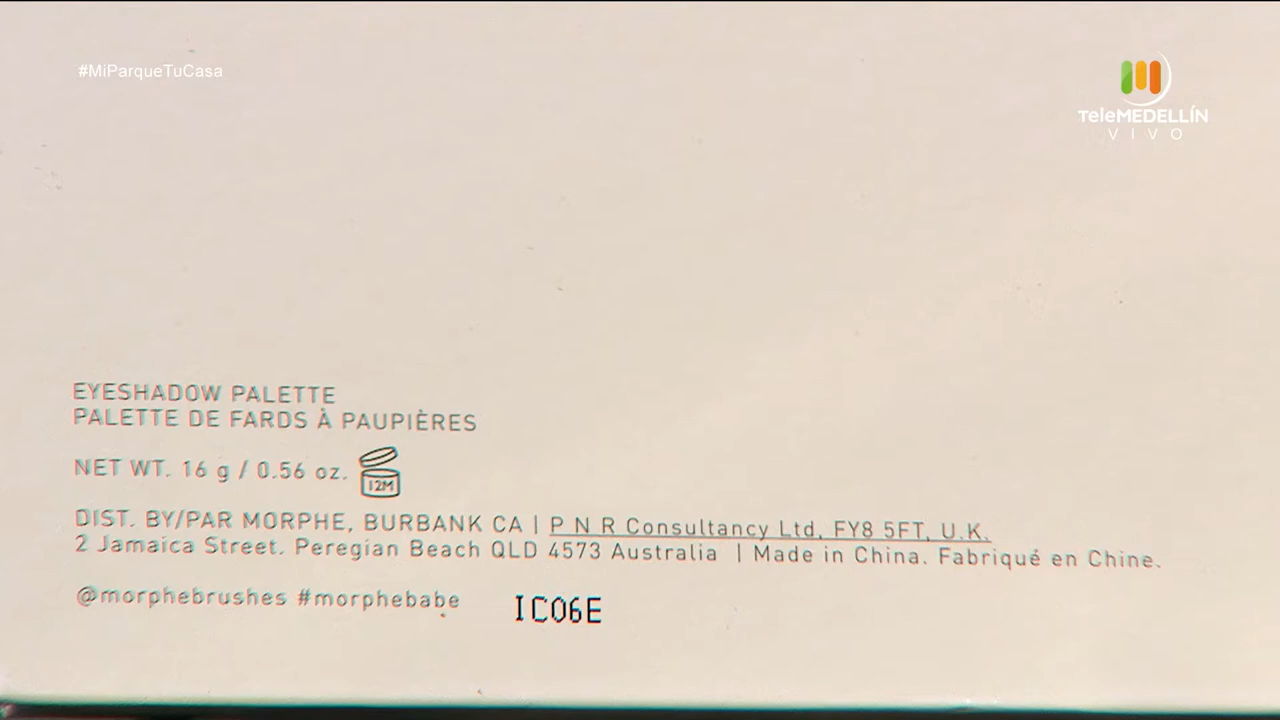 #MiParqueTuCasa
TeleMEDELLÍN
VIVO
EYESHADOW PALETTE
PALETTE DE FARDS À PAUPIÈRES
NET WT. 16 g / 0.56 oz.
12M
DIST. BY/PAR MORPHE, BURBANK CA | P N R Consultancy Ltd, FY8 5FT, U.K.
2 Jamaica Street. Peregian Beach QLD 4573 Australia | Made in China. Fabriqué en Chine.
@morphebrushes #morphebabe
IC06E